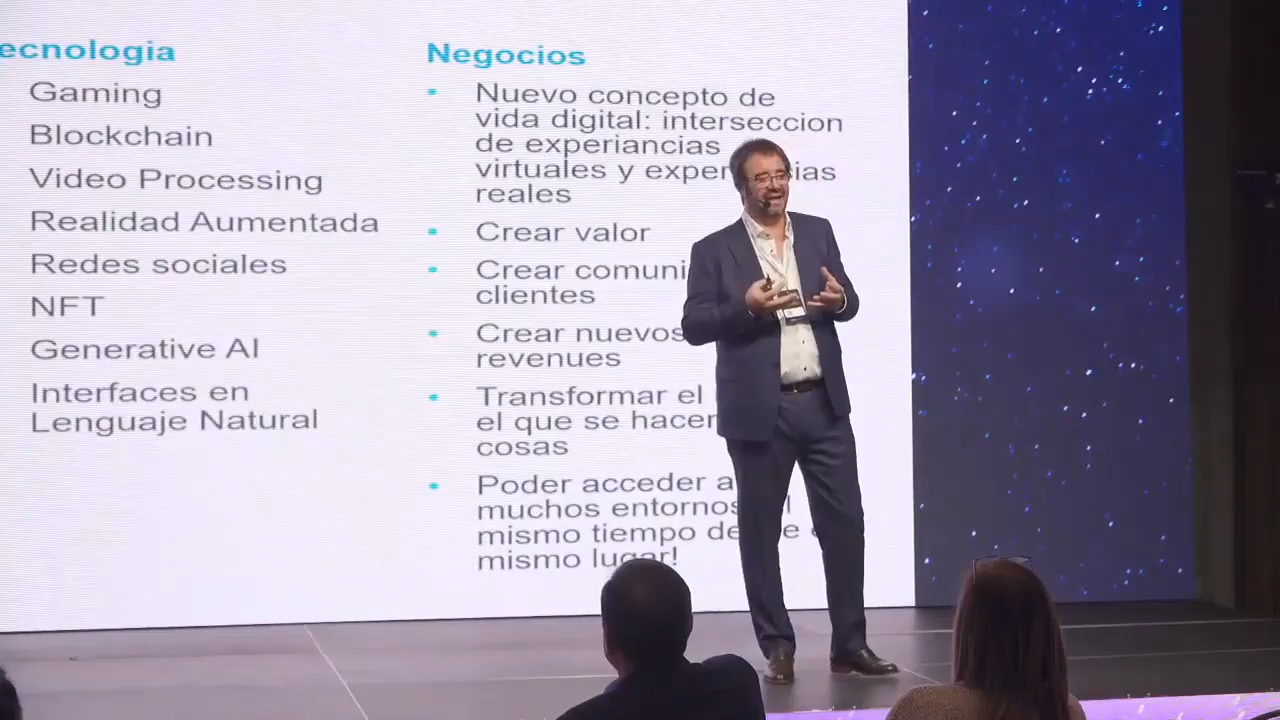 ecnologia
Gaming
Blockchain
Video Processing
Realidad Aumentada
Redes sociales
NFT
Generative AI
Interfaces en
Lenguaje Natural
Negocios
Nuevo concepto de
vida digital: interseccion
de experiancias
virtuales y exper ias
reales
Crear valor
Crear comuni
clientes
Crear nuevos
revenues
Transformar el
el que se hacen
cosas
Poder acceder a
muchos entornos
mismo tiempo de
mismo lugar!